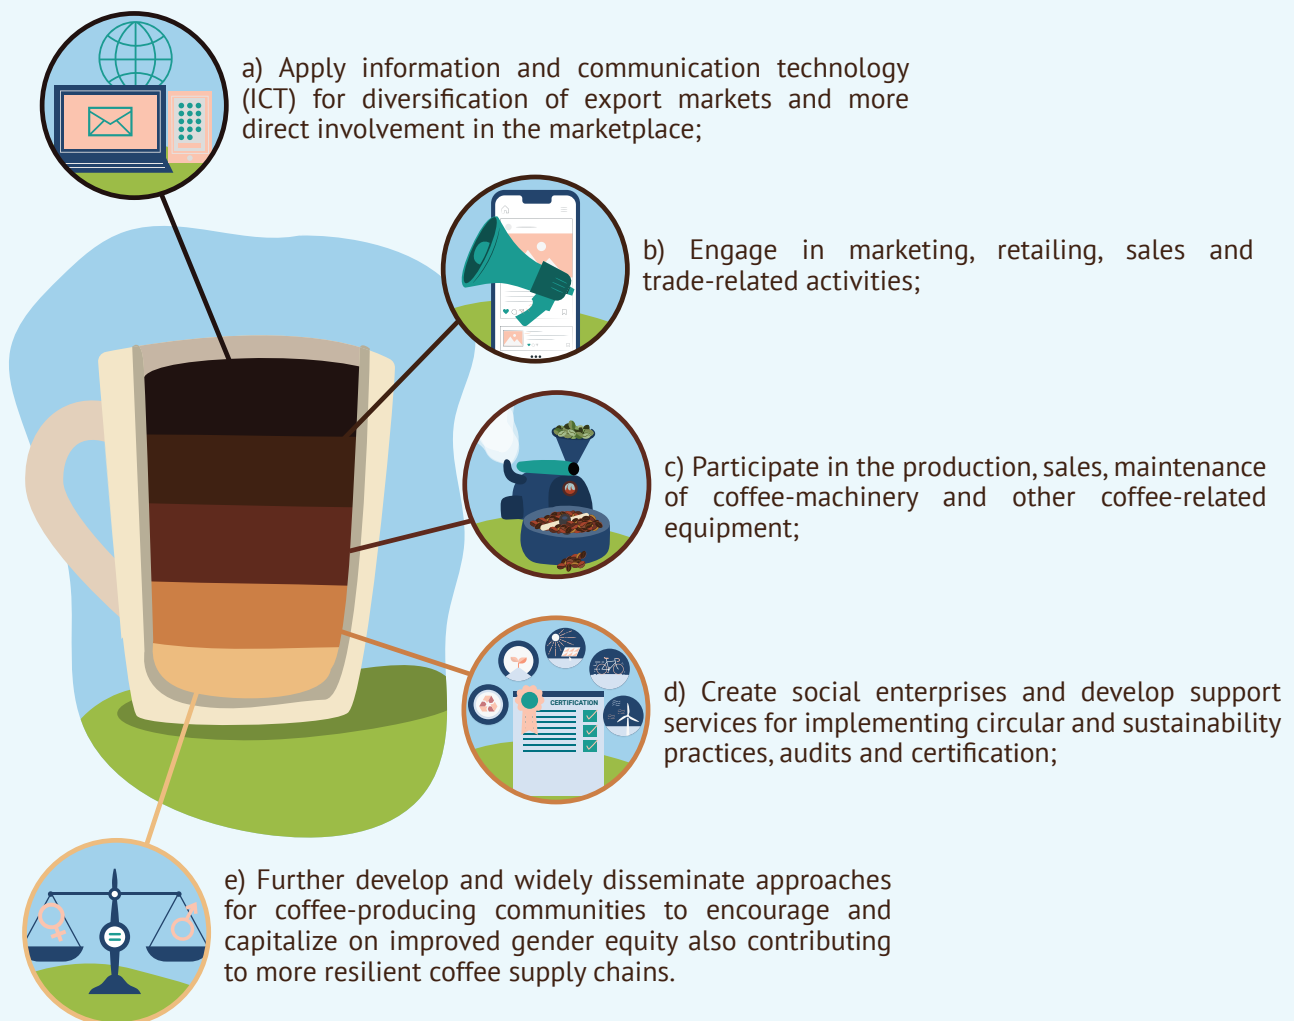 a) Apply information and communication technology
(ICT) for diversification of export markets and more
direct involvement in the marketplace;
b) Engage in marketing, retailing, sales and
trade-related activities;
c) Participate in the production, sales, maintenance
of coffee-machinery and other coffee-related
equipment;
CERTIFICATION
d) Create social enterprises and develop support
services for implementing circular and sustainability
practices, audits and certification;
e) Further develop and widely disseminate approaches
for coffee-producing communities to encourage and
capitalize on improved gender equity also contributing
to more resilient coffee supply chains.